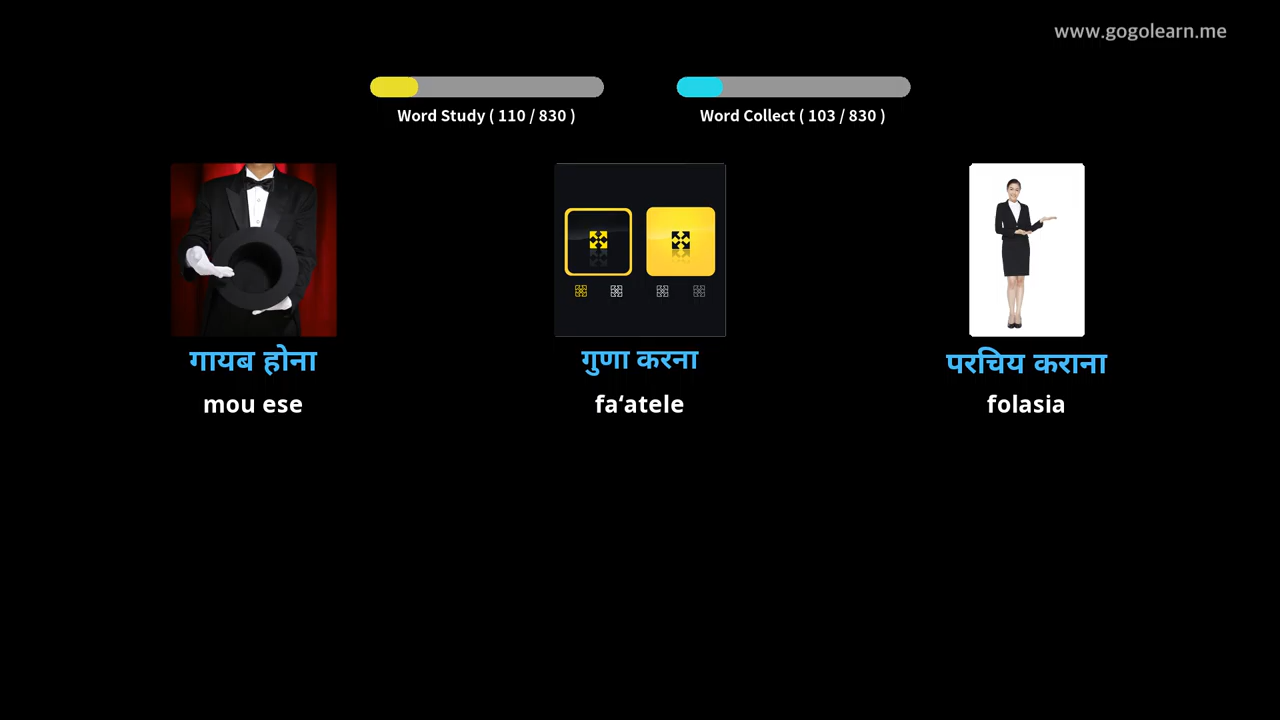 www.gogolearn.me
Word Study ( 110 / 830 )
Word Collect ( 103 / 830 )
गायब होना
गुणा करना
परिचय कराना
mou ese
fa‘atele
folasia